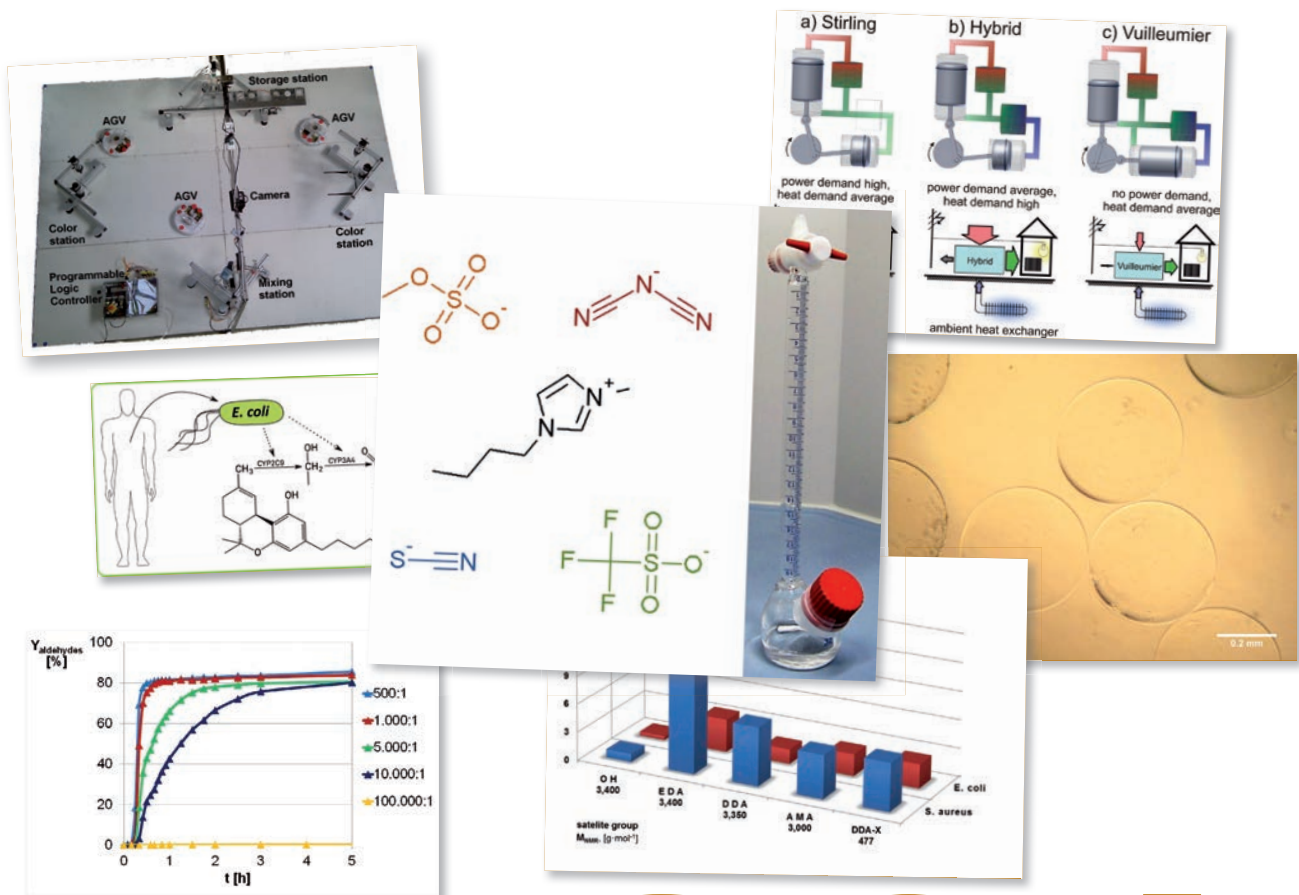 Storage station
AGV
AGV
AGV
Camera
Color
station
Color
station
Programmable
Logic
Controller
Mixing
station
a) Stirling
b) Hybrid
c) Vuilleumier
power demand high,
heat demand average
power demand average,
heat demand high
no power demand,
heat demand average
Hybrid
Vuilleumier
ambient heat exchanger
E. coli
CH₃
CYP2C9
OH
CH₂
CYP3A4
O
OH
O
O
O
S
O
O⁻
N
N⁻
N
N
N⁺
S⁻
N
F
F
F
O
S
O
O⁻
0.2 mm
Yaldehydes
[%]
100
80
60
40
20
0
0
1
2
3
4
5
t [h]
500:1
1.000:1
5.000:1
10.000:1
100.000:1
9
6
3
0
OH
3,400
EDA
3,400
DDA
3,350
AMA
3,000
DDA-X
477
E. coli
S. aureus
satelite group
MNMR, [g·mol⁻¹]